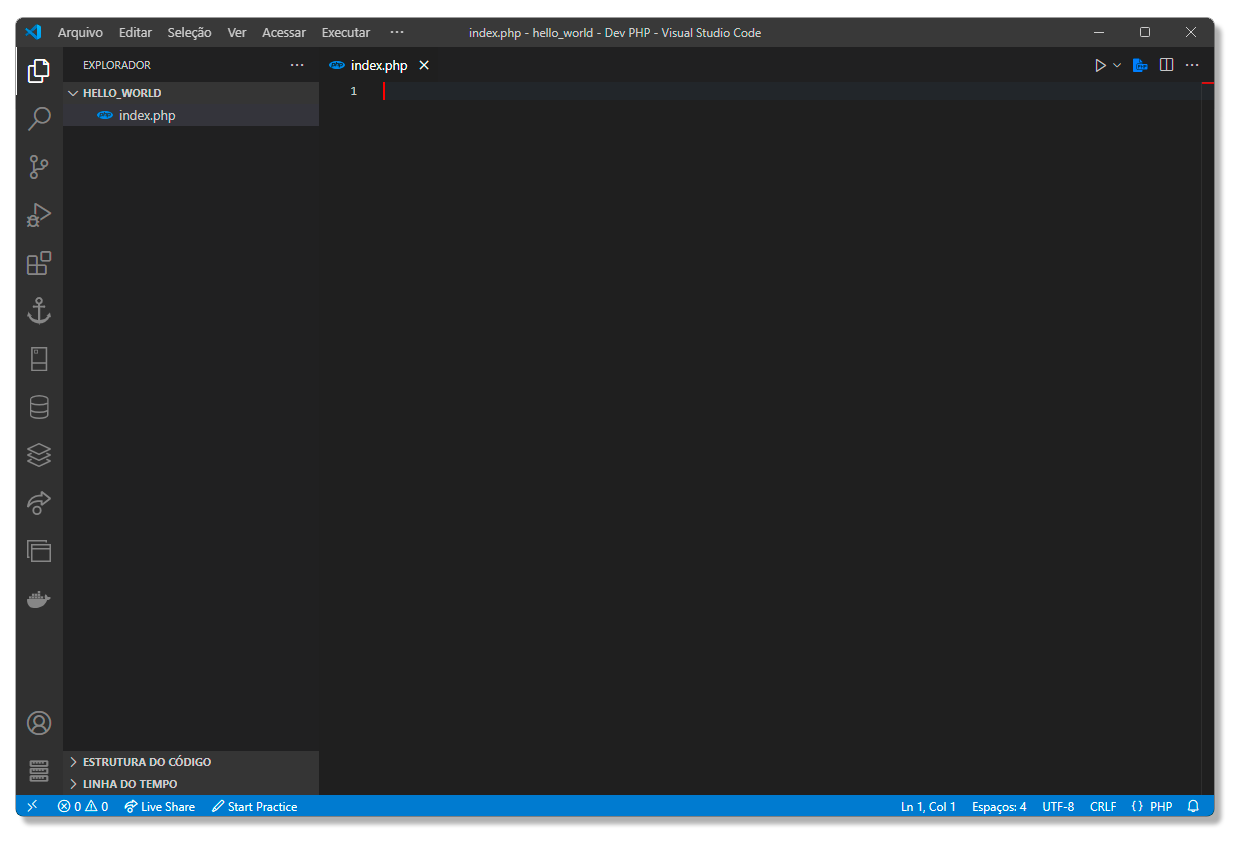 Arquivo Editar Seleção Ver Acessar Executar ··· index.php - hello_world - Dev PHP - Visual Studio Code
EXPLORADOR ···
index.php
HELLO_WORLD
index.php
1
ESTRUTURA DO CÓDIGO
LINHA DO TEMPO
0 0 Live Share Start Practice Ln 1, Col 1 Espaços: 4 UTF-8 CRLF {} PHP